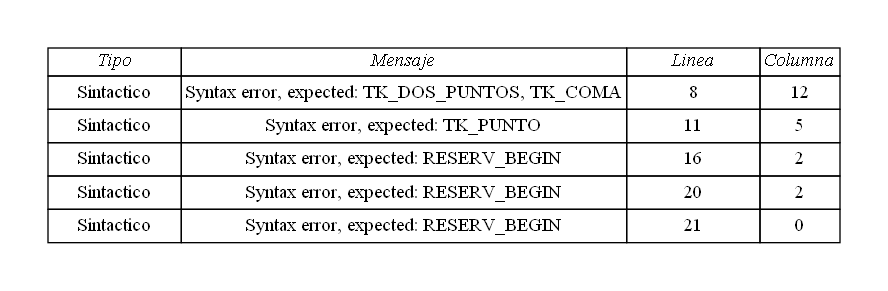 Tipo Mensaje Linea Columna
Sintactico Syntax error, expected: TK_DOS_PUNTOS, TK_COMA 8 12
Sintactico Syntax error, expected: TK_PUNTO 11 5
Sintactico Syntax error, expected: RESERV_BEGIN 16 2
Sintactico Syntax error, expected: RESERV_BEGIN 20 2
Sintactico Syntax error, expected: RESERV_BEGIN 21 0